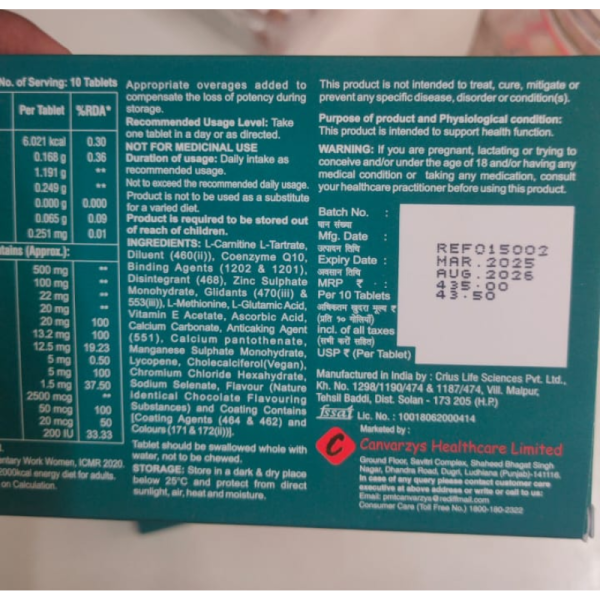 No. of Serving: 10 Tablets
Per Tablet %RDA*
6.021 kcal 0.30
0.168 g 0.36
1.191 g **
0.249 g **
0.000 g 0.000
0.065 g 0.09
0.251 mg 0.01
(Approx.):
500 mg **
100 mg **
22 mg **
20 mg **
20 mg 100
13.2 mg 100
12.5 mg 19.23
5 mg 0.50
5 mg 100
1.5 mg 37.50
2500 mcg **
50 mcg 100
20 mcg 50
200 IU 33.33
Work Women, ICMR 2020.
energy diet for adults.
on Calculation.
Appropriate overages added to
compensate the loss of potency during
storage.
Recommended Usage Level: Take
one tablet in a day or as directed.
NOT FOR MEDICINAL USE
Duration of usage: Daily intake as
recommended usage.
Not to exceed the recommended daily usage.
Product is not to be used as a substitute
for a varied diet.
Product is required to be stored out
of reach of children.
INGREDIENTS: L-Carnitine L-Tartrate,
Diluent (460(ii)), Coenzyme Q10,
Binding Agents (1202 & 1201),
Disintegrant (468), Zinc Sulphate
Monohydrate, Glidants (470(iii) &
553(iii)), L-Methionine, L-Glutamic Acid,
Vitamin E Acetate, Ascorbic Acid,
Calcium Carbonate, Anticaking Agent
(551), Calcium pantothenate,
Manganese Sulphate Monohydrate,
Lycopene, Cholecalciferol(Vegan),
Chromium Chloride Hexahydrate,
Sodium Selenate, Flavour (Nature
Identical Chocolate Flavouring
Substances) and Coating Contains
[Coating Agents (464 & 462) and
Colours (171 & 172(ii))].
Tablet should be swallowed whole with
water, not to be chewed.
STORAGE: Store in a dark & dry place
below 25°C and protect from direct
sunlight, air, heat and moisture.
This product is not intended to treat, cure, mitigate or
prevent any specific disease, disorder or condition(s).
Purpose of product and Physiological condition:
This product is intended to support health function.
WARNING: If you are pregnant, lactating or trying to
conceive and/or under the age of 18 and/or having any
medical condition or taking any medication, consult
your healthcare practitioner before using this product.
Batch No. : REF015002
घान संख्या
Mfg. Date : MAR.2025
उत्पादन तिथि
Expiry Date : AUG.2026
अवसान तिथि
MRP ₹ : 435.00
Per 10 Tablets 43.50
अधिकतम खुदरा मूल्य ₹
(प्रति १० गोलियाँ)
incl. of all taxes
(सभी करों सहित)
USP ₹ (Per Tablet)
Manufactured in India by : Crius Life Sciences Pvt. Ltd.,
Kh. No. 1298/1190/474 & 1187/474, Vill. Malpur,
Tehsil Baddi, Dist. Solan - 173 205 (H.P.)
fssai Lic. No. : 10018062000414
Marketed by :
C Canvarzys Healthcare Limited
Ground Floor, Savitri Complex, Shaheed Bhagat Singh
Nagar, Dhandra Road, Dugri, Ludhiana (Punjab)-141116.
In case of any query please contact customer care
executive at above address or write or call to us:
Email: pmtcanvarzys@rediffmail.com
Consumer Care (Toll Free No.) 1800-180-2322